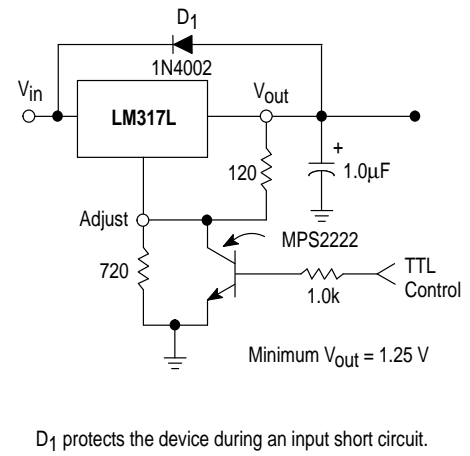 D1
1N4002
Vin
LM317L
Vout
+
120
1.0µF
Adjust
MPS2222
720
TTL
Control
1.0k
Minimum Vout = 1.25 V
D1 protects the device during an input short circuit.